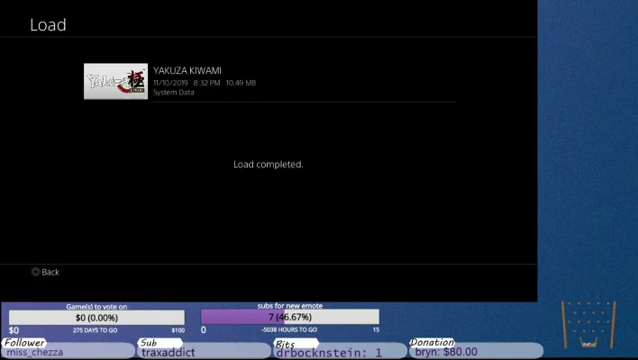 Load
YAKUZA KIWAMI
11/10/2019 8:32 PM 10.49 MB
System Data
Load completed.
Back
Game(s) to vote on
$0 (0.00%)
$0 275 DAYS TO GO $100
subs for new emote
7 (46.67%)
0 -5038 HOURS TO GO 15
Follower
miss_chezza
Sub
traxaddict
Bits
drbocknstein: 1
Donation
bryn: $80.00